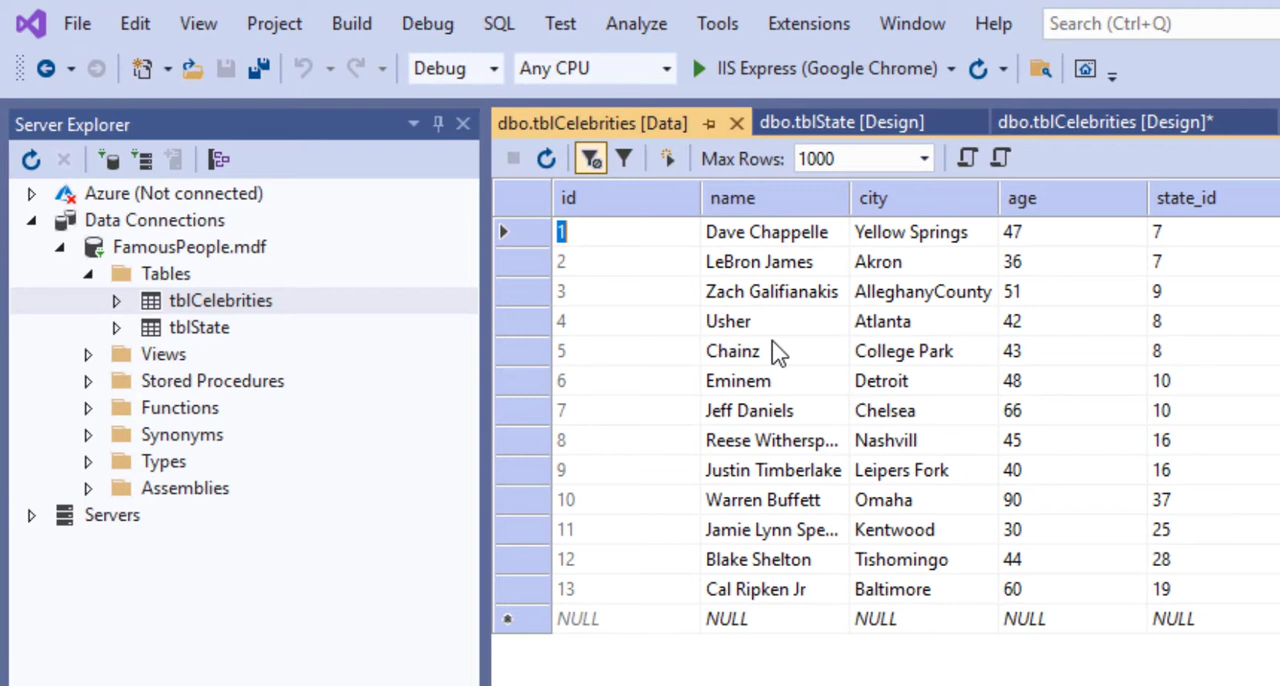 File Edit View Project Build Debug SQL Test Analyze Tools Extensions Window Help Search (Ctrl+Q)
Debug Any CPU IIS Express (Google Chrome)
Server Explorer
Azure (Not connected)
Data Connections
FamousPeople.mdf
Tables
tblCelebrities
tblState
Views
Stored Procedures
Functions
Synonyms
Types
Assemblies
Servers
dbo.tblCelebrities [Data] dbo.tblState [Design] dbo.tblCelebrities [Design]*
Max Rows: 1000
id name city age state_id
1 Dave Chappelle Yellow Springs 47 7
2 LeBron James Akron 36 7
3 Zach Galifianakis AlleghanyCounty 51 9
4 Usher Atlanta 42 8
5 Chainz College Park 43 8
6 Eminem Detroit 48 10
7 Jeff Daniels Chelsea 66 10
8 Reese Withersp... Nashvill 45 16
9 Justin Timberlake Leipers Fork 40 16
10 Warren Buffett Omaha 90 37
11 Jamie Lynn Spe... Kentwood 30 25
12 Blake Shelton Tishomingo 44 28
13 Cal Ripken Jr Baltimore 60 19
NULL NULL NULL NULL NULL